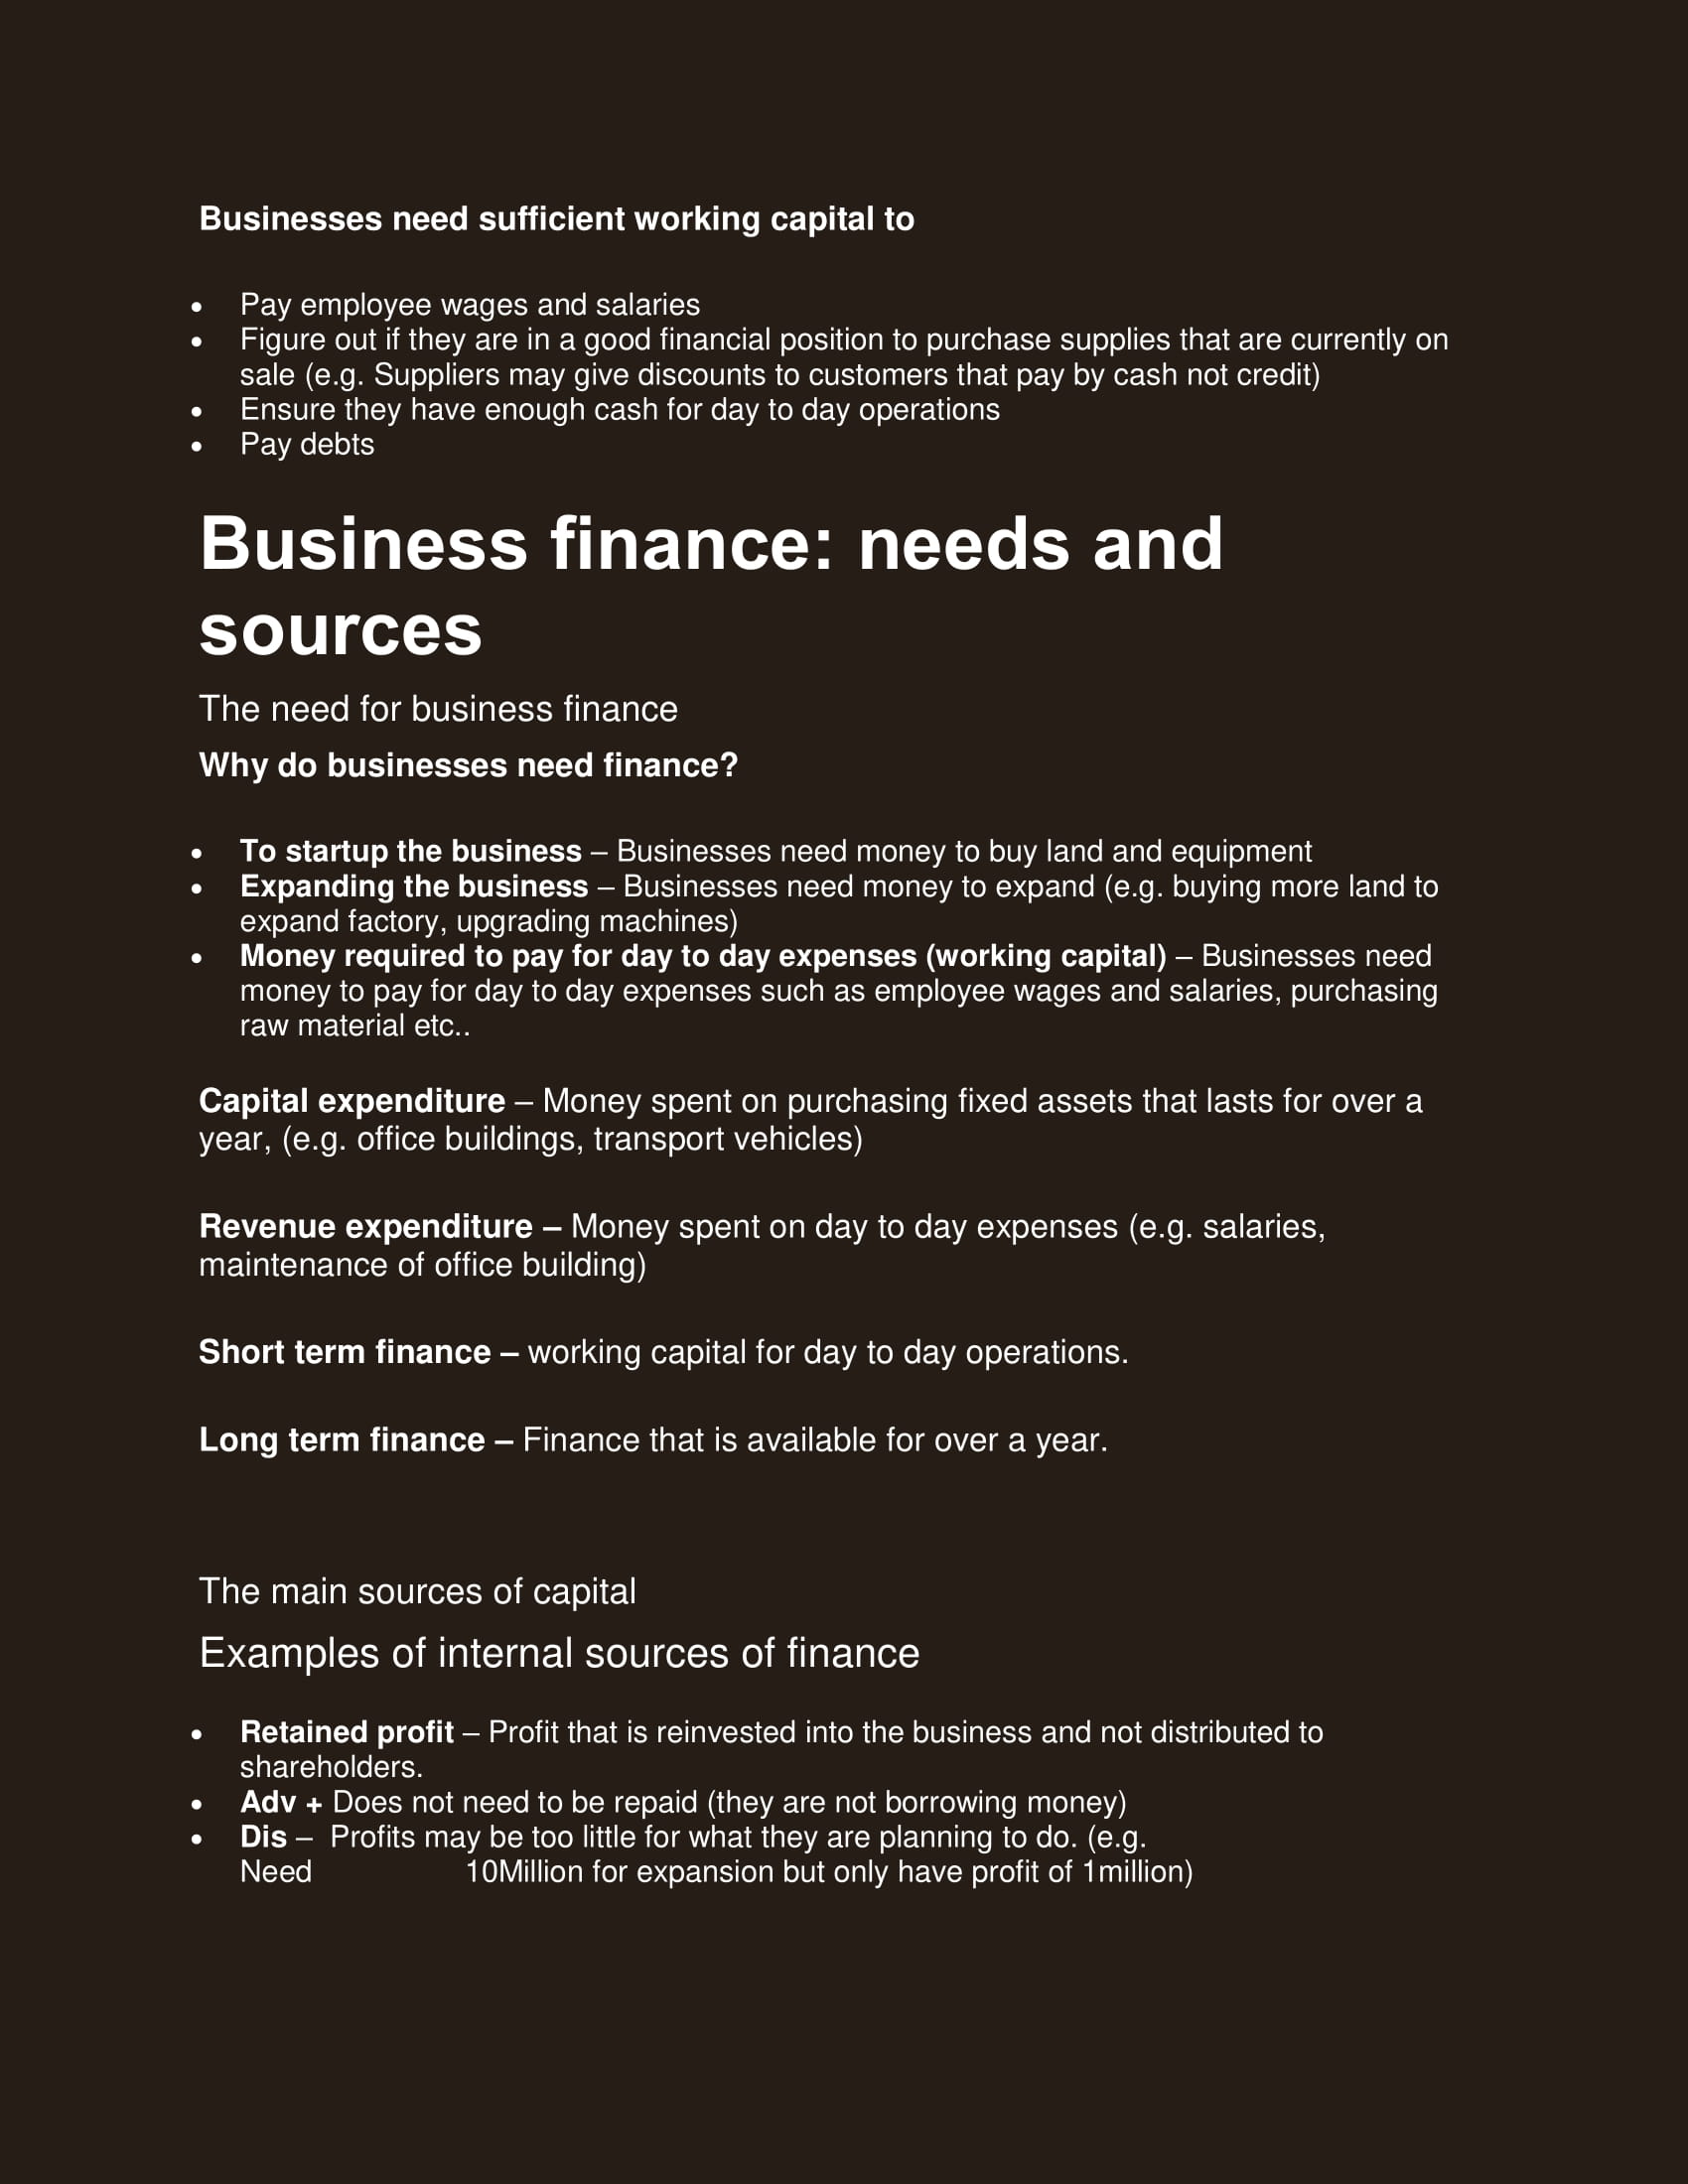 Businesses need sufficient working capital to
• Pay employee wages and salaries
• Figure out if they are in a good financial position to purchase supplies that are currently on
sale (e.g. Suppliers may give discounts to customers that pay by cash not credit)
• Ensure they have enough cash for day to day operations
• Pay debts
Business finance: needs and
sources
The need for business finance
Why do businesses need finance?
• To startup the business – Businesses need money to buy land and equipment
• Expanding the business – Businesses need money to expand (e.g. buying more land to
expand factory, upgrading machines)
• Money required to pay for day to day expenses (working capital) – Businesses need
money to pay for day to day expenses such as employee wages and salaries, purchasing
raw material etc..
Capital expenditure – Money spent on purchasing fixed assets that lasts for over a
year, (e.g. office buildings, transport vehicles)
Revenue expenditure – Money spent on day to day expenses (e.g. salaries,
maintenance of office building)
Short term finance – working capital for day to day operations.
Long term finance – Finance that is available for over a year.
The main sources of capital
Examples of internal sources of finance
• Retained profit – Profit that is reinvested into the business and not distributed to
shareholders.
• Adv + Does not need to be repaid (they are not borrowing money)
• Dis – Profits may be too little for what they are planning to do. (e.g.
Need 10Million for expansion but only have profit of 1million)